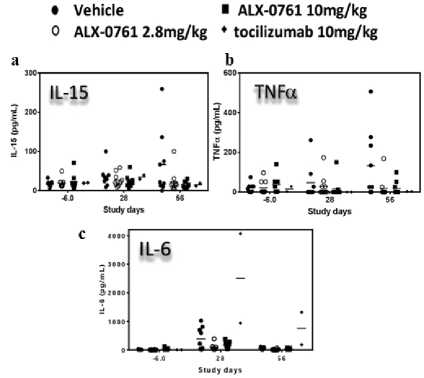 Vehicle
ALX-0761 10mg/kg
ALX-0761 2.8mg/kg
tocilizumab 10mg/kg
a
IL-15
IL-15 (pg/mL)
300
200
100
0
-6.0
28
56
Study days
b
TNFα
TNFα (pg/mL)
600
400
200
0
-6.0
28
56
Study days
c
IL-6
IL-6 (pg/mL)
4000
3000
2000
1000
0
-6.0
28
56
Study days